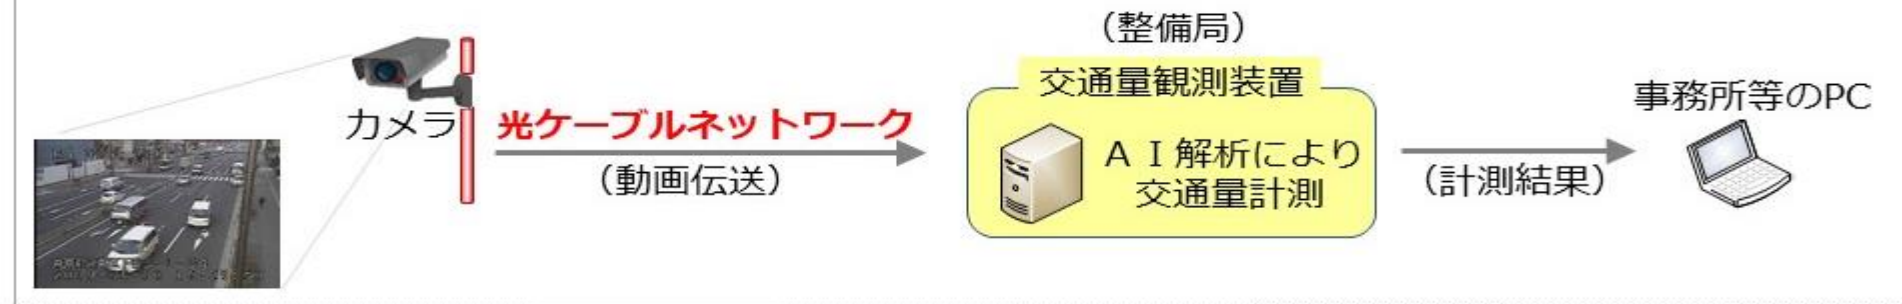 （整備局）
交通量観測装置
事務所等のPC
カメラ
光ケーブルネットワーク
ＡＩ解析により
交通量計測
（動画伝送）
（計測結果）